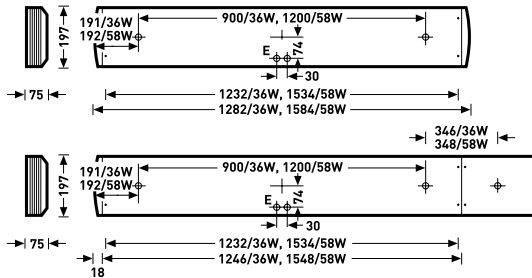 191/36W
192/58W
900/36W, 1200/58W
197
E
74
30
75
1232/36W, 1534/58W
1282/36W, 1584/58W
346/36W
348/58W
191/36W
192/58W
900/36W, 1200/58W
197
E
74
30
75
1232/36W, 1534/58W
1246/36W, 1548/58W
18